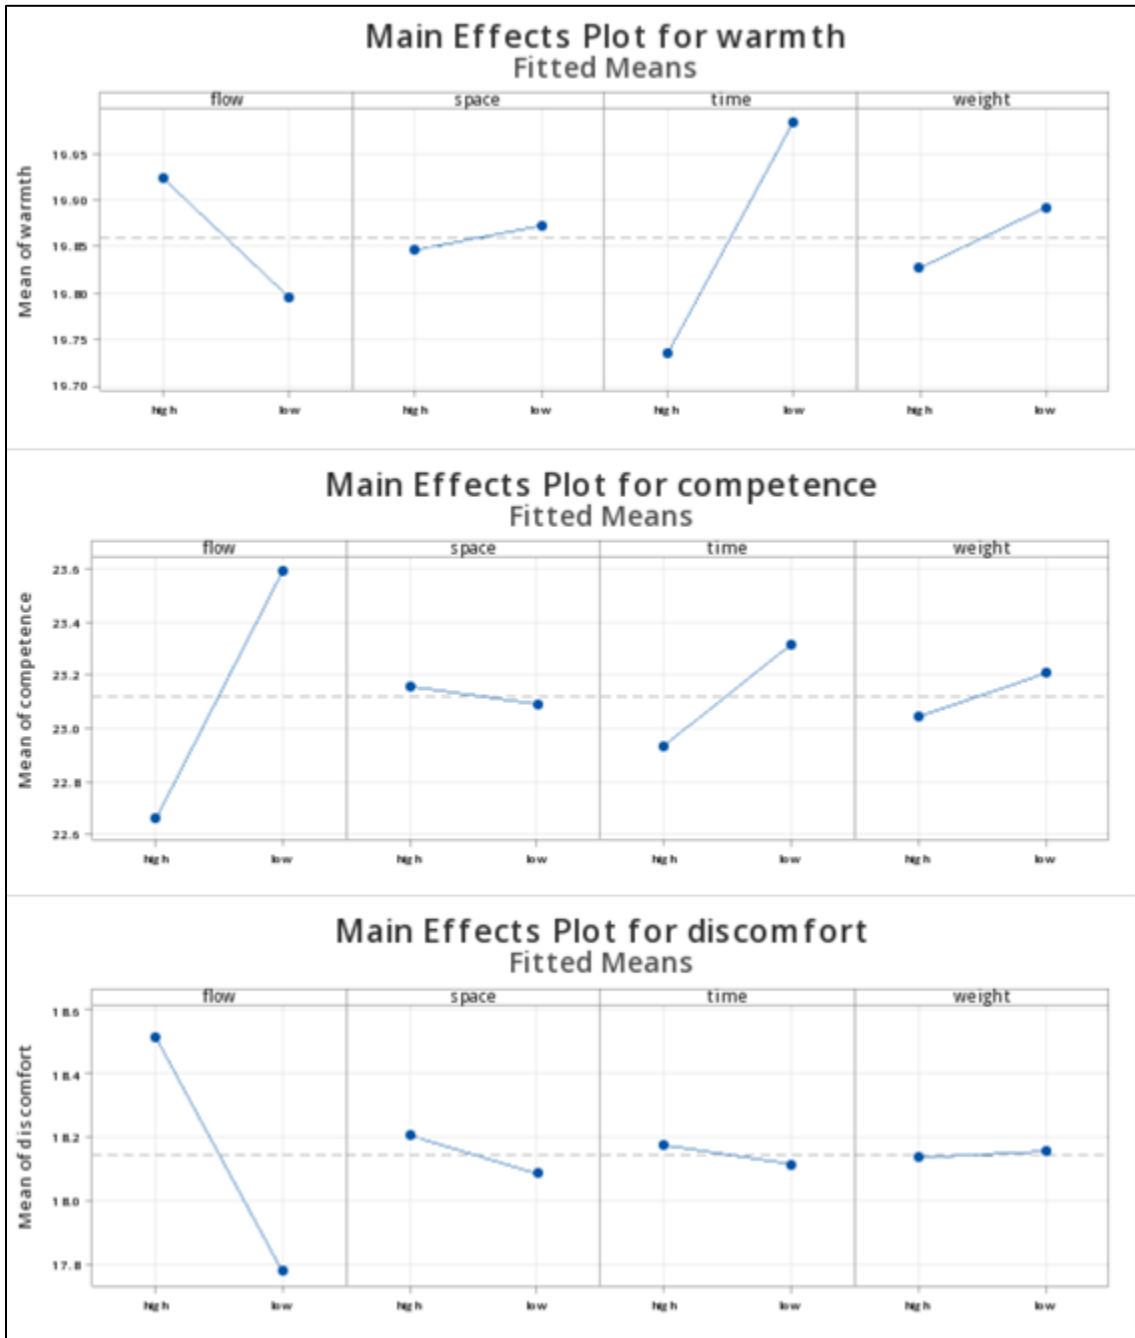 Main Effects Plot for warmth
Fitted Means
flow space time weight
Mean of warmth
19.95
19.90
19.85
19.80
19.75
19.70
high low high low high low high low
Main Effects Plot for competence
Fitted Means
flow space time weight
Mean of competence
23.6
23.4
23.2
23.0
22.8
22.6
high low high low high low high low
Main Effects Plot for discomfort
Fitted Means
flow space time weight
Mean of discomfort
18.6
18.4
18.2
18.0
17.8
high low high low high low high low